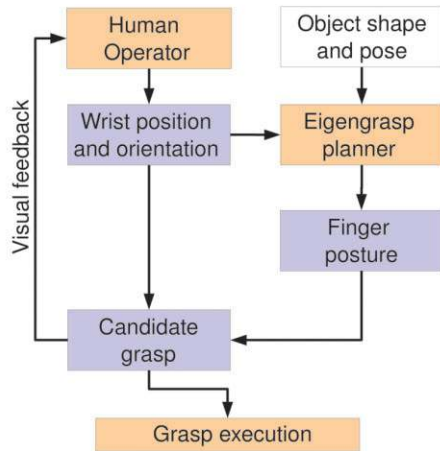 Human
Operator
Object shape
and pose
Wrist position
and orientation
Eigengrasp
planner
Visual feedback
Finger
posture
Candidate
grasp
Grasp execution